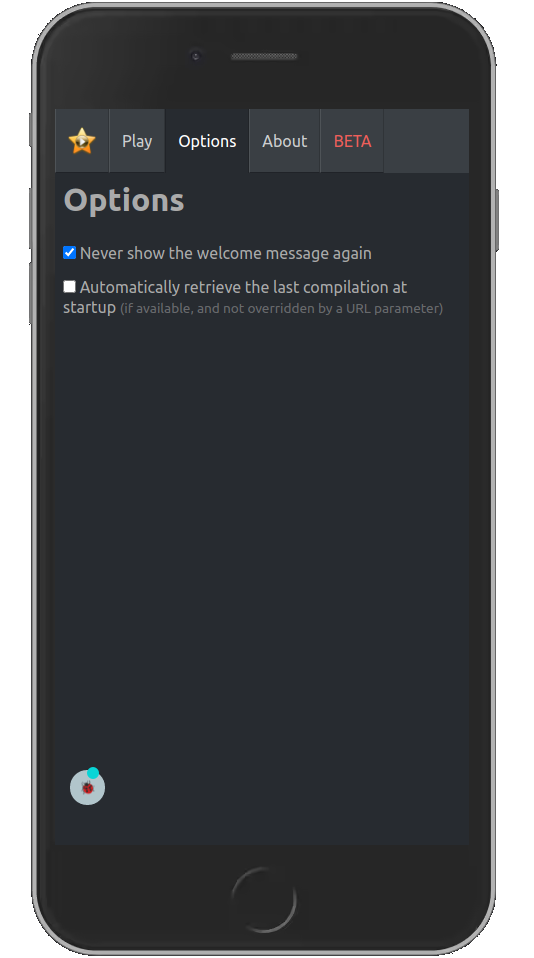 Play Options About BETA
Options
Never show the welcome message again
Automatically retrieve the last compilation at
startup (if available, and not overridden by a URL parameter)